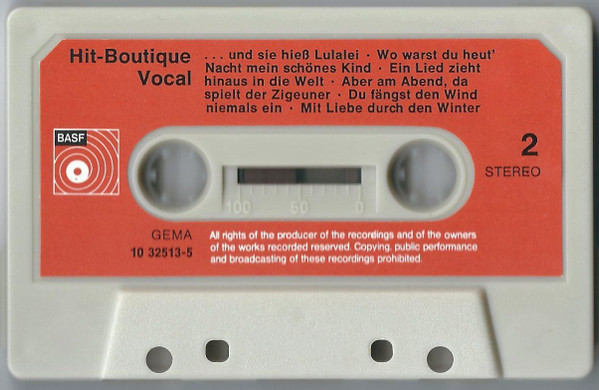 Hit-Boutique
Vocal
... und sie hieß Lulalei · Wo warst du heut'
Nacht mein schönes Kind · Ein Lied zieht
hinaus in die Welt · Aber am Abend, da
spielt der Zigeuner · Du fängst den Wind
niemals ein · Mit Liebe durch den Winter
BASF
2
STEREO
100 50 0
GEMA
10 32513-5
All rights of the producer of the recordings and of the owners
of the works recorded reserved. Copying, public performance
and broadcasting of these recordings prohibited.